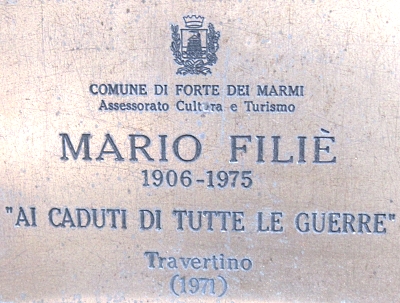 COMUNE DI FORTE DEI MARMI
Assessorato Cultura e Turismo
MARIO FILIÈ
1906-1975
"AI CADUTI DI TUTTE LE GUERRE"
Travertino
(1971)